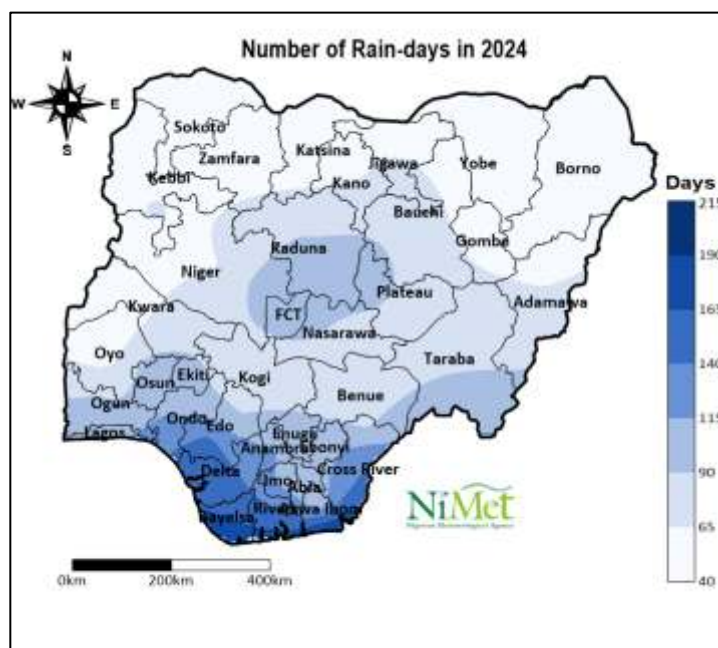 Number of Rain-days in 2024
N
W E
S
Sokoto
Zamfara
Katsina
Jigawa
Yobe
Borno
Kebbi
Kano
Bauchi
Gombe
Kaduna
Niger
Plateau
Adamawa
FCT
Nasarawa
Kwara
Taraba
Oyo
Osun
Ekiti
Kogi
Benue
Ogun
Ondo
Edo
Lagos
Enugu
Ebonyi
Anambra
Delta
Cross River
Imo
Abia
Bayelsa
Rivers
Akwa Ibom
Days
215
190
165
140
115
90
65
40
NiMet
Nigerian Meteorological Agency
0km 200km 400km